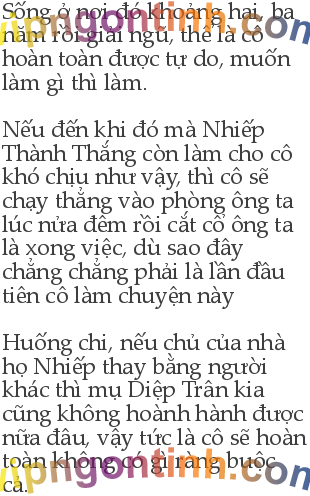 Sống ở nơi đó khoảng hai, ba
năm rồi giải ngũ, thế là cô
hoàn toàn được tự do, muốn
làm gì thì làm.
Nếu đến khi đó mà Nhiếp
Thành Thắng còn làm cho cô
khó chịu như vậy, thì cô sẽ
chạy thẳng vào phòng ông ta
lúc nửa đêm rồi cắt cổ ông ta
là xong việc, dù sao đây
chẳng chẳng phải là lần đầu
tiên cô làm chuyện này
Huống chi, nếu chủ của nhà
họ Nhiếp thay bằng người
khác thì mụ Diệp Trân kia
cũng không hoành hành được
nữa đâu, vậy tức là cô sẽ hoàn
toàn không có gì ràng buộc
cả.
vipngontinh.com
vipngontinh.com